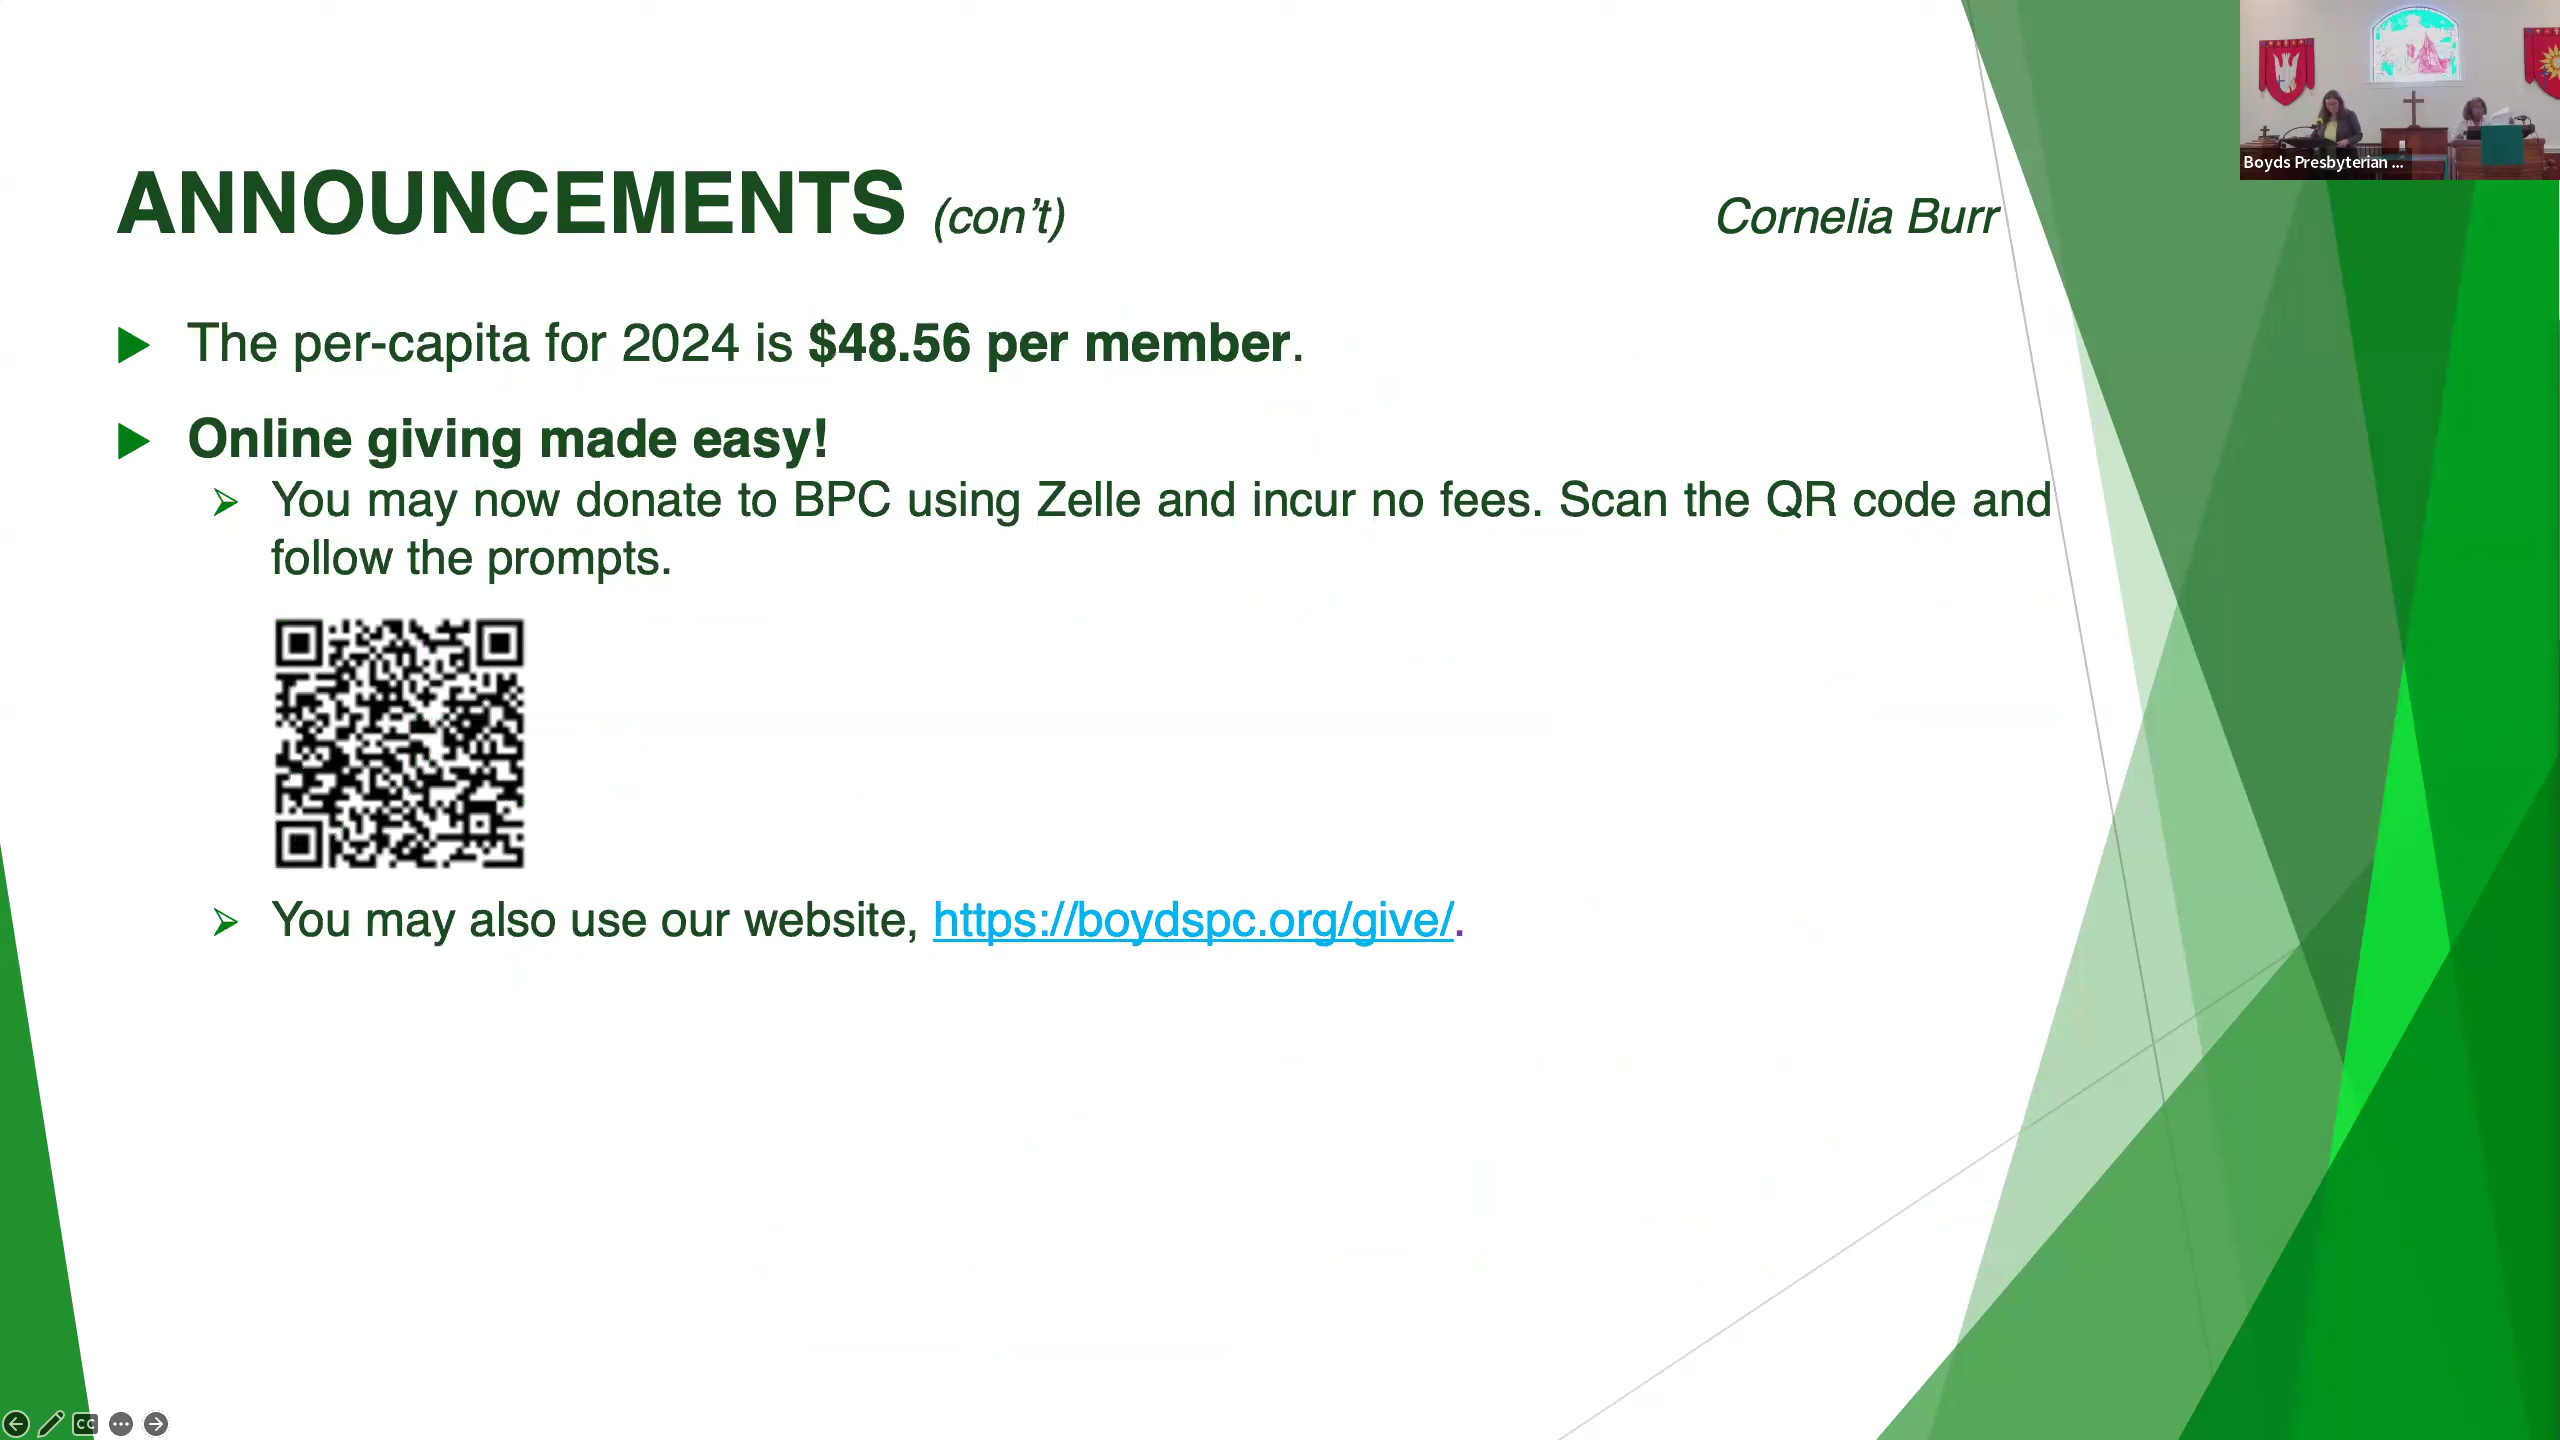 ANNOUNCEMENTS (con’t) Cornelia Burr
The per-capita for 2024 is $48.56 per member.
Online giving made easy!
You may now donate to BPC using Zelle and incur no fees. Scan the QR code and
follow the prompts.
You may also use our website, https://boydspc.org/give/.
Boyds Presbyterian ...
CC